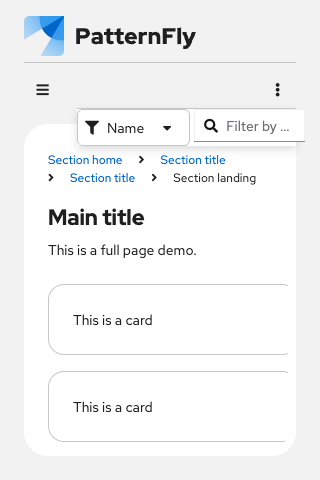 PatternFly
Name
Filter by ...
Section home
Section title
Section title
Section landing
Main title
This is a full page demo.
This is a card
This is a card